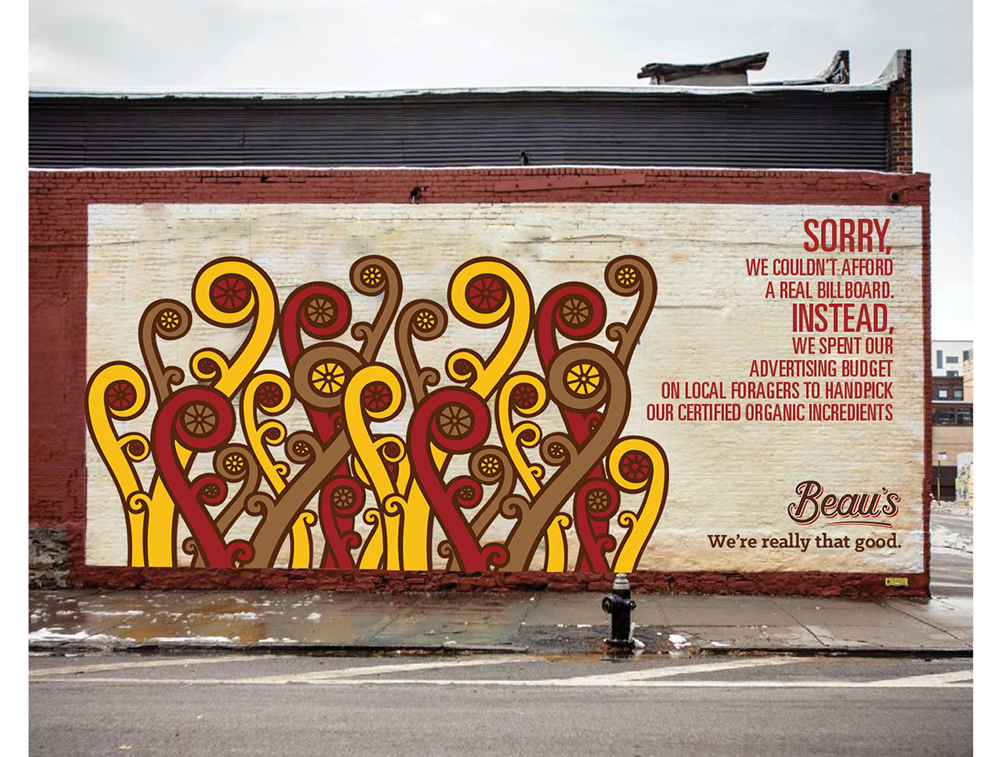 SORRY,
WE COULDN'T AFFORD
A REAL BILLBOARD.
INSTEAD,
WE SPENT OUR
ADVERTISING BUDGET
ON LOCAL FORAGERS TO HANDPICK
OUR CERTIFIED ORGANIC INCREDIENTS
Beau's
We're really that good.